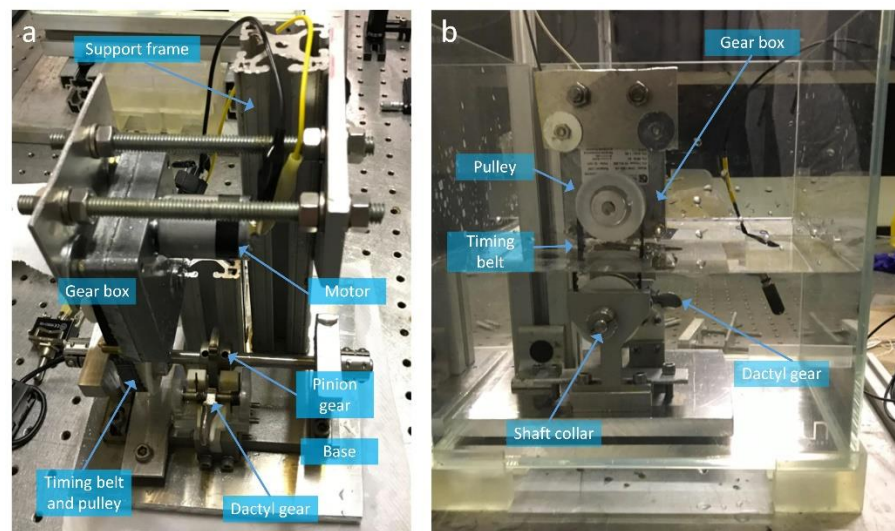 a
Support frame
Gear box
Motor
Pinion
gear
Base
Timing belt
and pulley
Dactyl gear
b
Gear box
Pulley
Timing
belt
Dactyl gear
Shaft collar